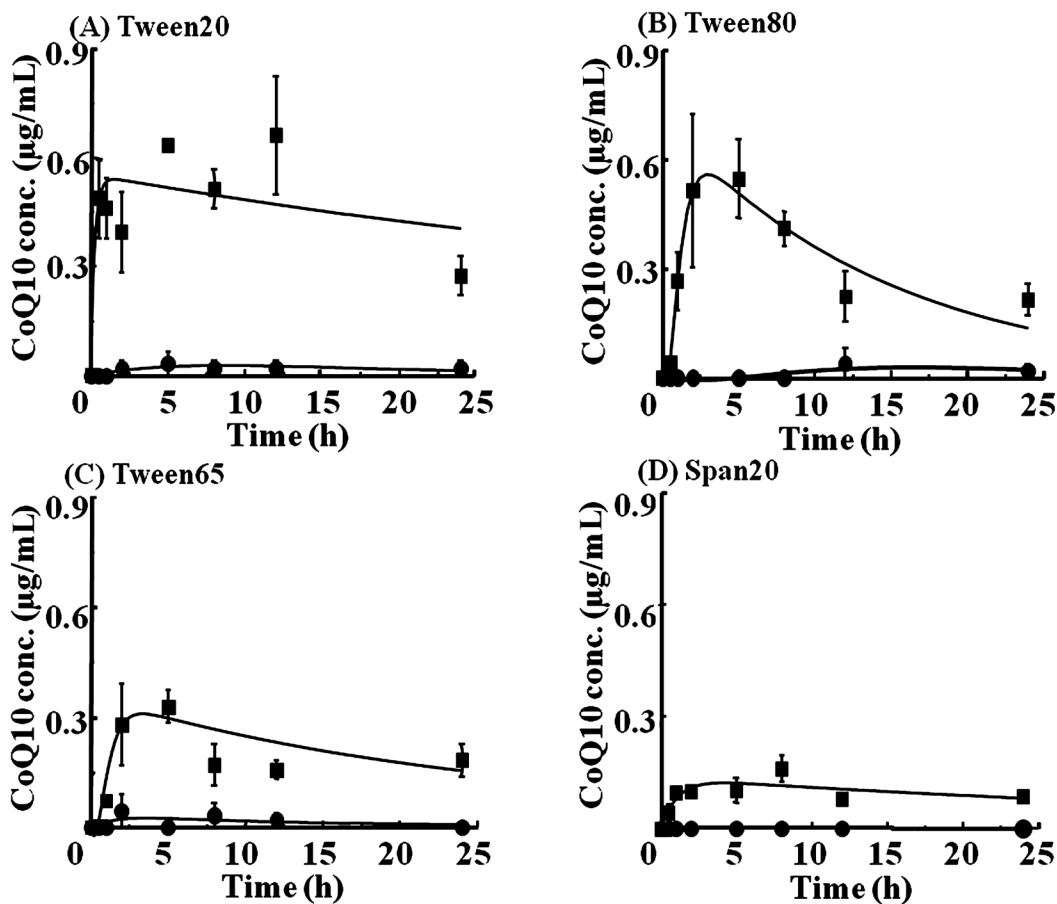 (A) Tween20
0.9
0.6
0.3
CoQ10 conc. (µg/mL)
0 5 10 15 20 25
Time (h)
(B) Tween80
0.9
0.6
0.3
CoQ10 conc. (µg/mL)
0 5 10 15 20 25
Time (h)
(C) Tween65
0.9
0.6
0.3
CoQ10 conc. (µg/mL)
0 5 10 15 20 25
Time (h)
(D) Span20
0.9
0.6
0.3
CoQ10 conc. (µg/mL)
0 5 10 15 20 25
Time (h)